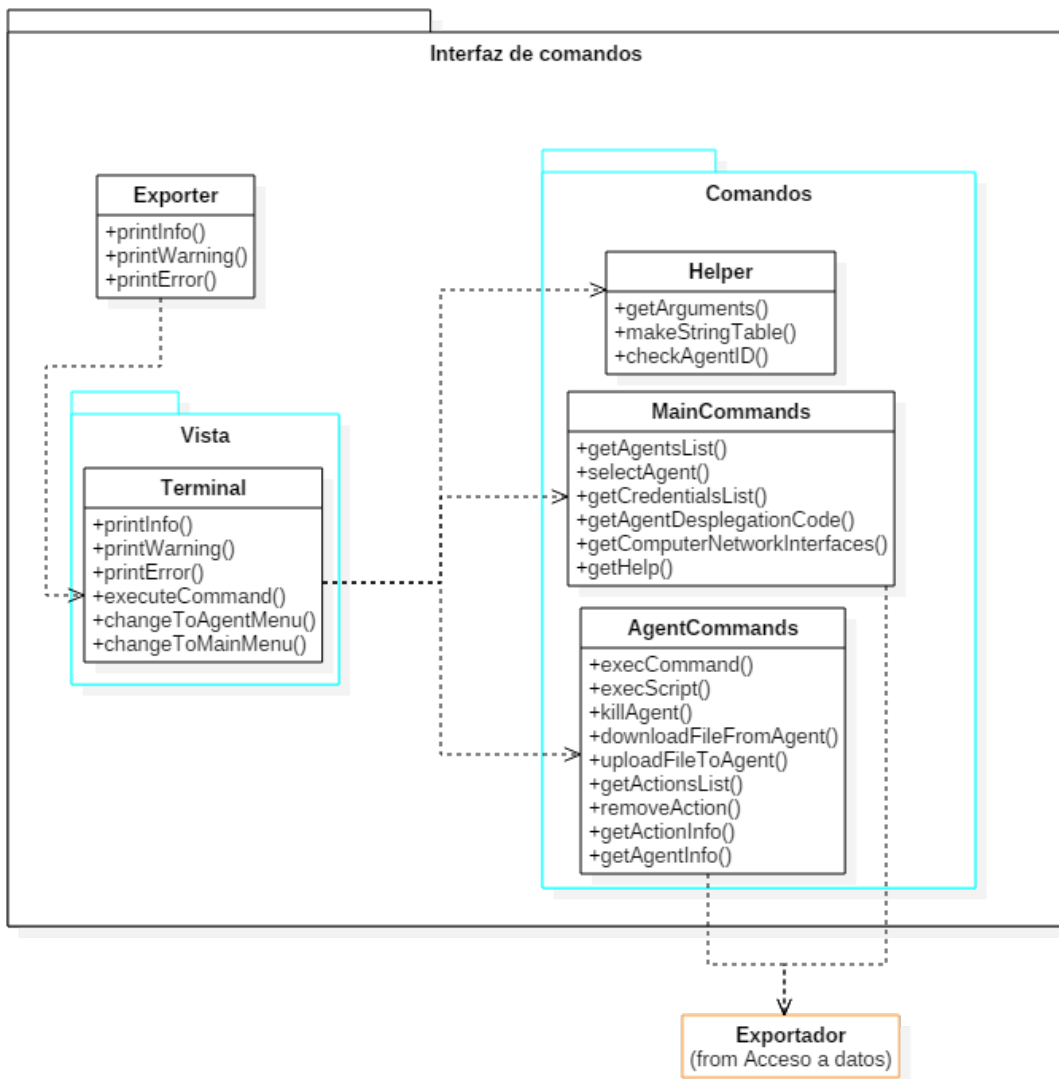 Interfaz de comandos
Exporter
+printInfo()
+printWarning()
+printError()
Vista
Terminal
+printInfo()
+printWarning()
+printError()
+executeCommand()
+changeToAgentMenu()
+changeToMainMenu()
Comandos
Helper
+getArguments()
+makeStringTable()
+checkAgentID()
MainCommands
+getAgentsList()
+selectAgent()
+getCredentialsList()
+getAgentDesplegationCode()
+getComputerNetworkInterfaces()
+getHelp()
AgentCommands
+execCommand()
+execScript()
+killAgent()
+downloadFileFromAgent()
+uploadFileToAgent()
+getActionsList()
+removeAction()
+getActionInfo()
+getAgentInfo()
Exportador
(from Acceso a datos)